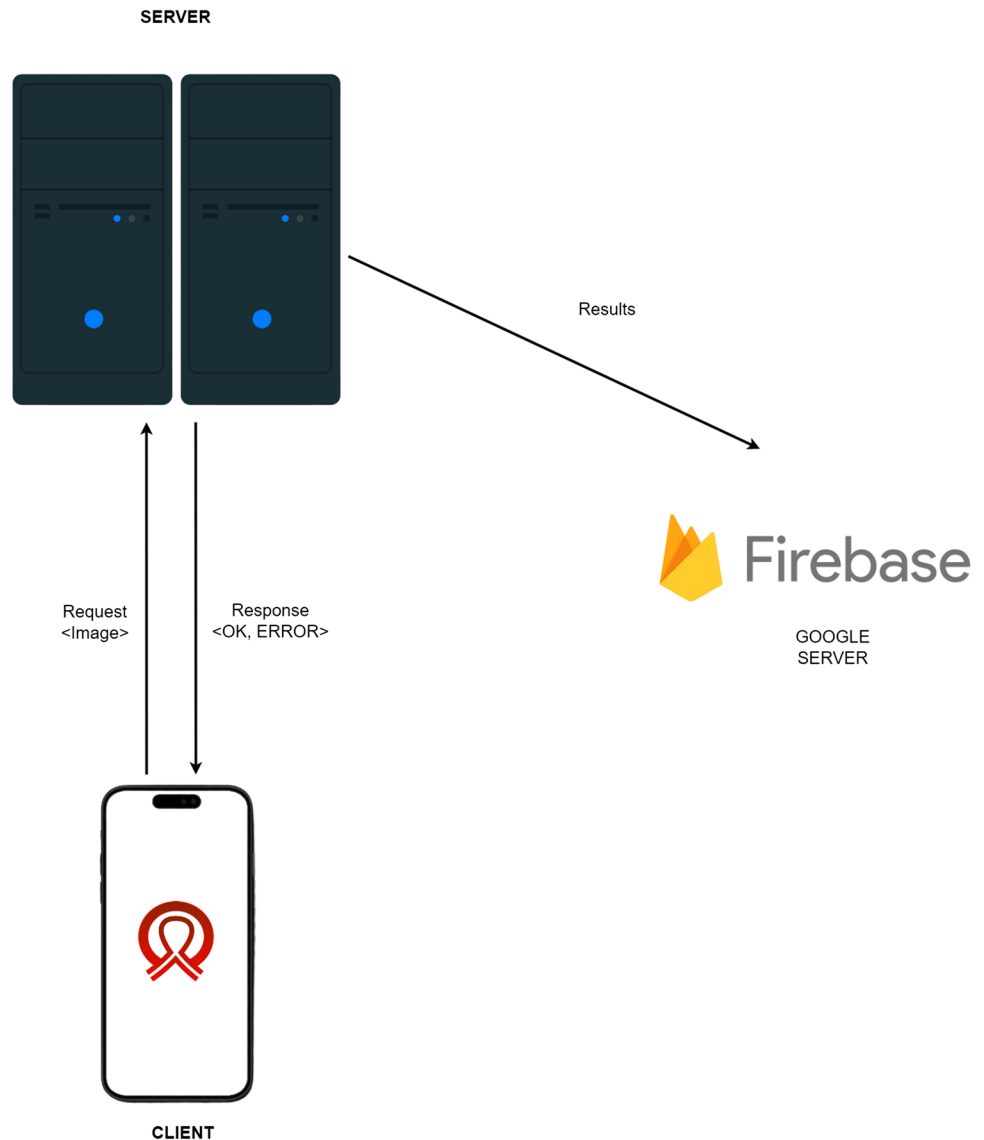 SERVER
Results
Firebase
Request
<Image>
Response
<OK, ERROR>
GOOGLE
SERVER
CLIENT